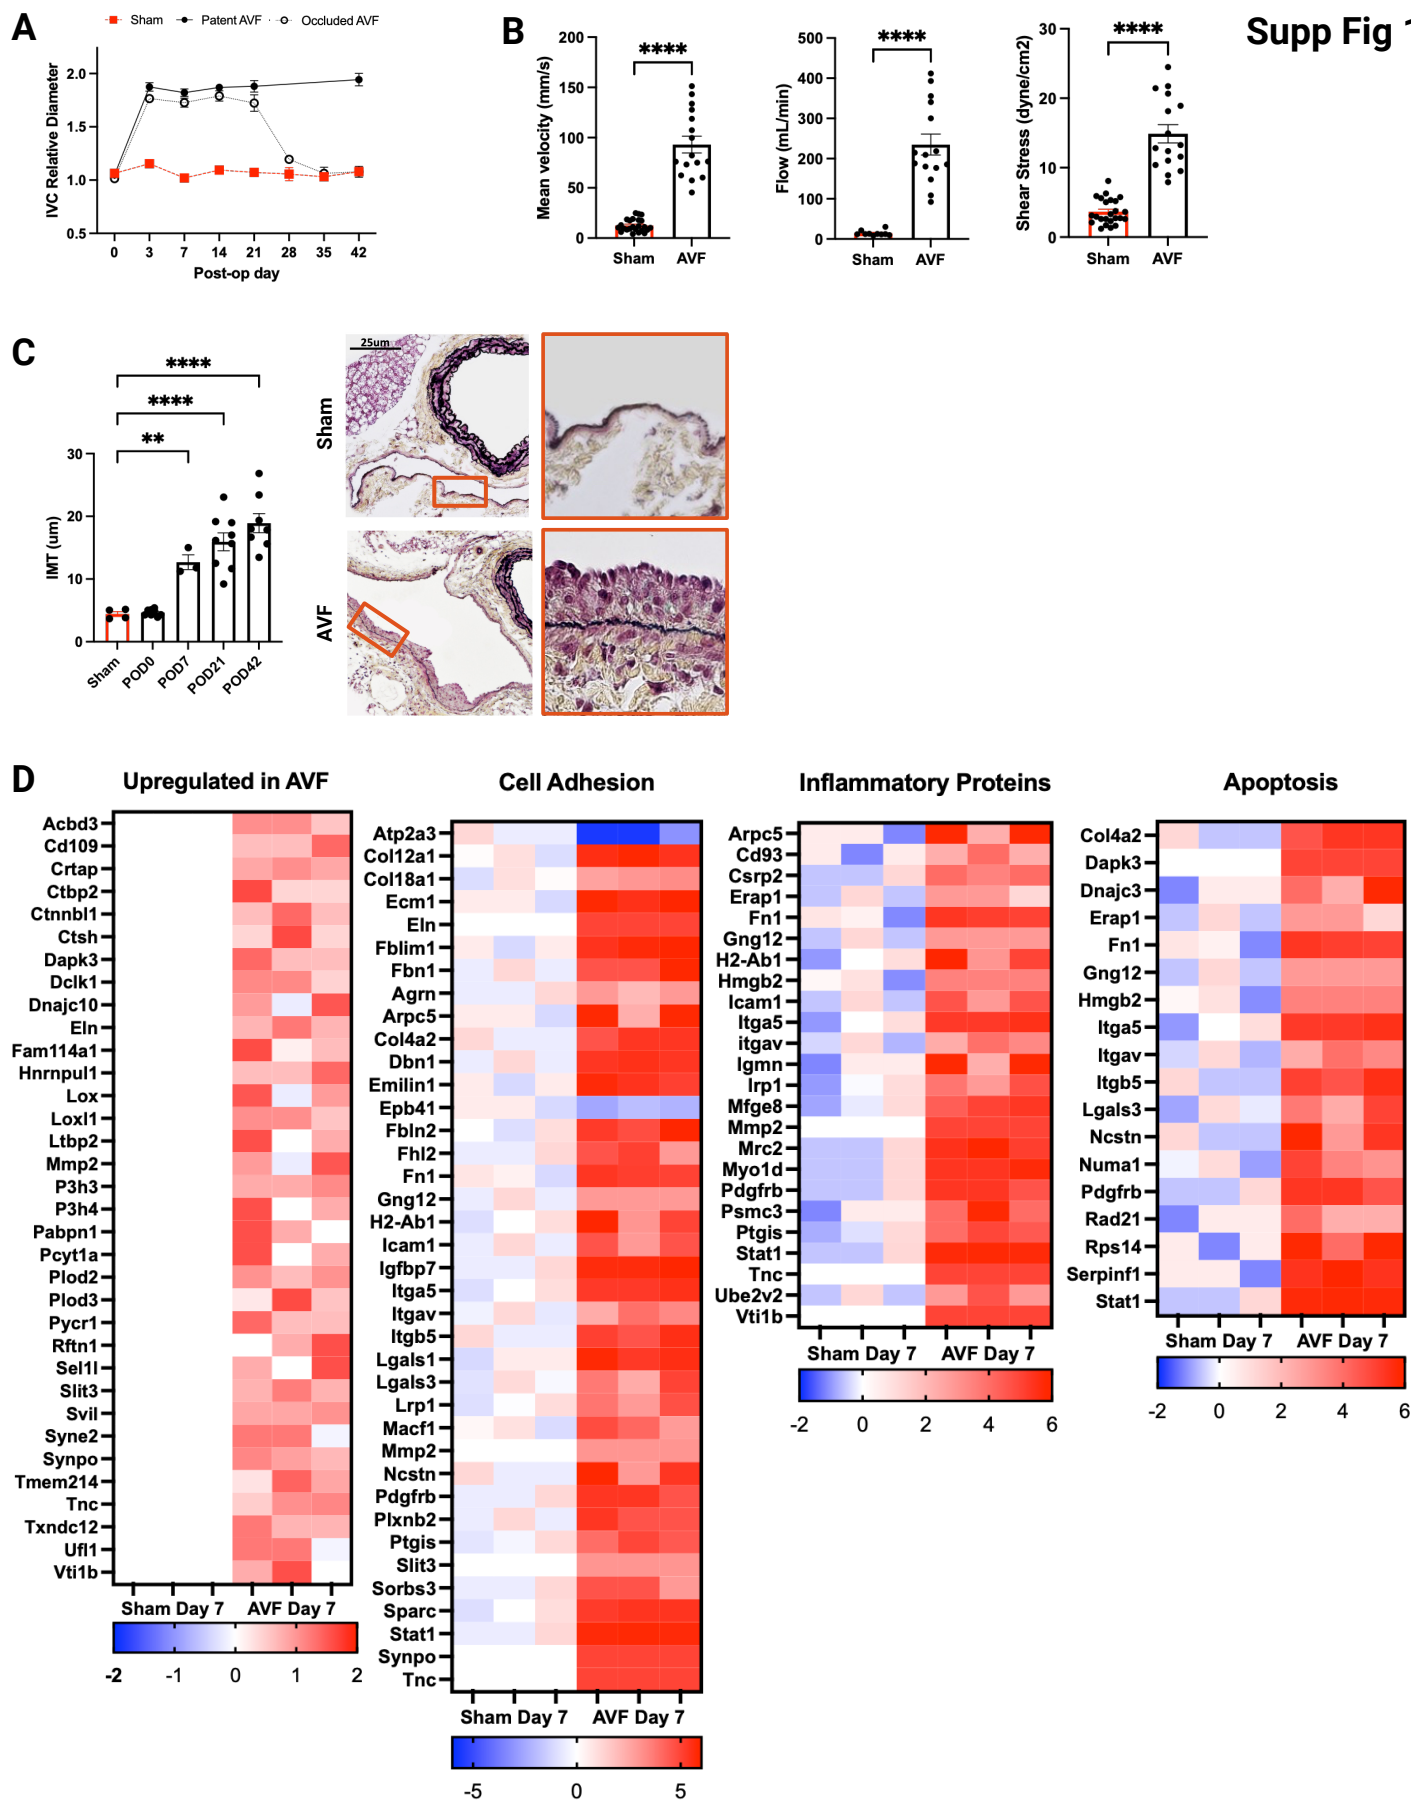 A
Sham
Patent AVF
Occluded AVF
IVC Relative Diameter
2.0
1.5
1.0
0.5
0 3 7 14 21 28 35 42
Post-op day
B
Supp Fig
****
Mean velocity (mm/s)
200
150
100
50
0
Sham AVF
****
Flow (mL/min)
500
400
300
200
100
0
Sham AVF
****
Shear Stress (dyne/cm2)
30
20
10
0
Sham AVF
C
****
****
**
IMT (um)
30
20
10
0
Sham POD0 POD7 POD21 POD42
25um
Sham
AVF
D
Upregulated in AVF
Acbd3
Cd109
Crtap
Ctbp2
Ctnnbl1
Ctsh
Dapk3
Dclk1
Dnajc10
Eln
Fam114a1
Hnrnpul1
Lox
Loxl1
Ltbp2
Mmp2
P3h3
P3h4
Pabpn1
Pcyt1a
Plod2
Plod3
Pycr1
Rftn1
Sel1l
Slit3
Svil
Syne2
Synpo
Tmem214
Tnc
Txndc12
Ufl1
Vti1b
Sham Day 7 AVF Day 7
-2 -1 0 1 2
Cell Adhesion
Atp2a3
Col12a1
Col18a1
Ecm1
Eln
Fblim1
Fbn1
Agrn
Arpc5
Col4a2
Dbn1
Emilin1
Epb41
Fbln2
Fhl2
Fn1
Gng12
H2-Ab1
Icam1
Igfbp7
Itga5
Itgav
Itgb5
Lgals1
Lgals3
Lrp1
Macf1
Mmp2
Ncstn
Pdgfrb
Plxnb2
Ptgis
Slit3
Sorbs3
Sparc
Stat1
Synpo
Tnc
Sham Day 7 AVF Day 7
-5 0 5
Inflammatory Proteins
Arpc5
Cd93
Csrp2
Erap1
Fn1
Gng12
H2-Ab1
Hmgb2
Icam1
Itga5
itgav
lgmn
lrp1
Mfge8
Mmp2
Mrc2
Myo1d
Pdgfrb
Psmc3
Ptgis
Stat1
Tnc
Ube2v2
Vti1b
Sham Day 7 AVF Day 7
-2 0 2 4 6
Apoptosis
Col4a2
Dapk3
Dnajc3
Erap1
Fn1
Gng12
Hmgb2
Itga5
Itgav
Itgb5
Lgals3
Ncstn
Numa1
Pdgfrb
Rad21
Rps14
Serpinf1
Stat1
Sham Day 7 AVF Day 7
-2 0 2 4 6